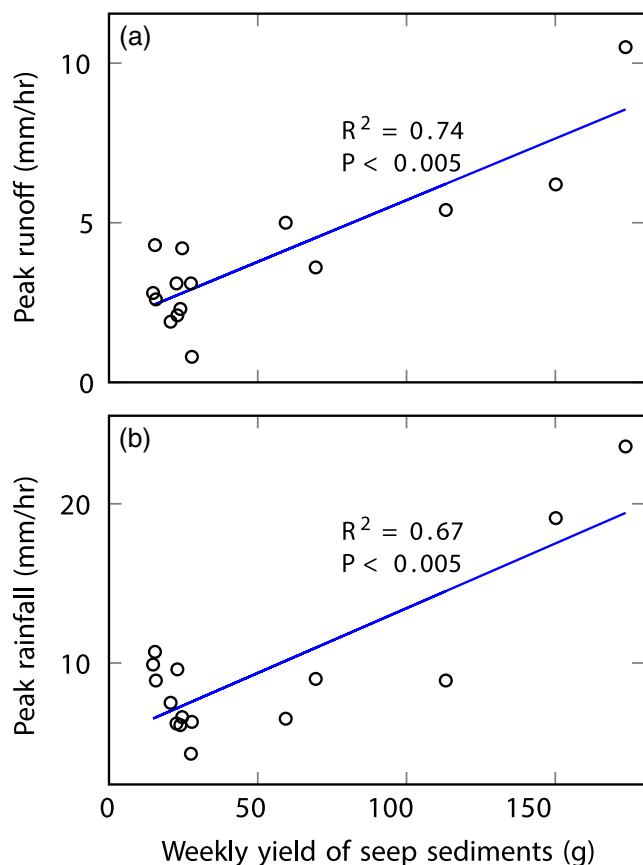 (a)
10
5
0
Peak runoff (mm/hr)
R² = 0.74
P < 0.005
(b)
20
10
Peak rainfall (mm/hr)
R² = 0.67
P < 0.005
0 50 100 150
Weekly yield of seep sediments (g)